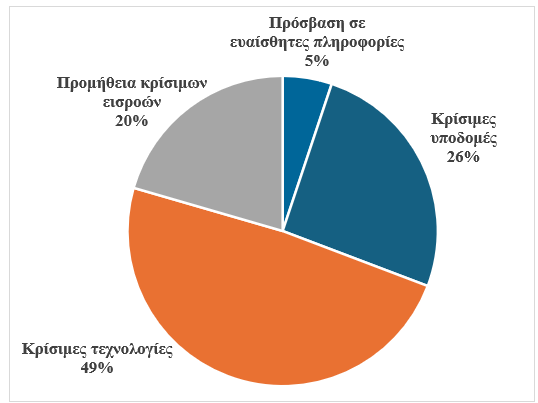 Πρόσβαση σε
ευαίσθητες πληροφορίες
5%
Προμήθεια κρίσιμων
εισροών
20%
Κρίσιμες
υποδομές
26%
Κρίσιμες τεχνολογίες
49%